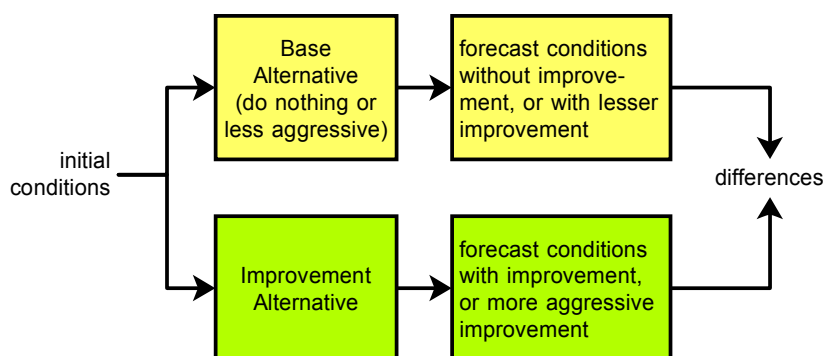 initial
conditions
Base
Alternative
(do nothing or
less aggressive)
forecast conditions
without improve-
ment, or with lesser
improvement
Improvement
Alternative
forecast conditions
with improvement,
or more aggressive
improvement
differences